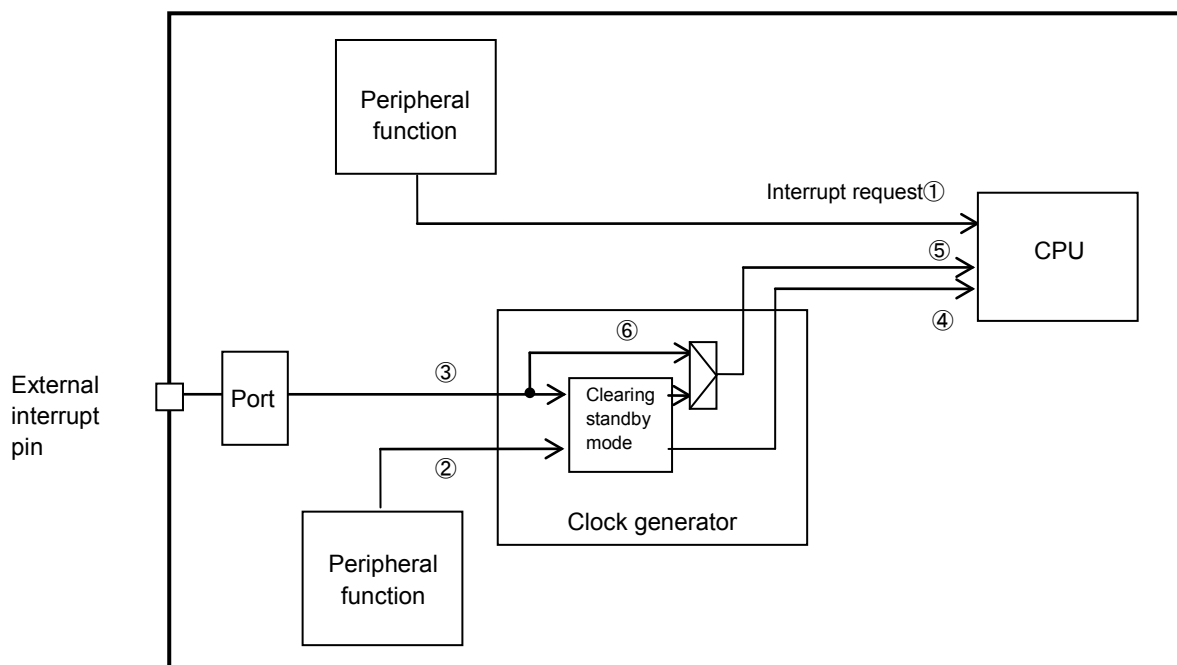 Peripheral
function
Interrupt request①
CPU
⑤
④
⑥
③
External
interrupt
pin
Port
Clearing
standby
mode
②
Clock generator
Peripheral
function